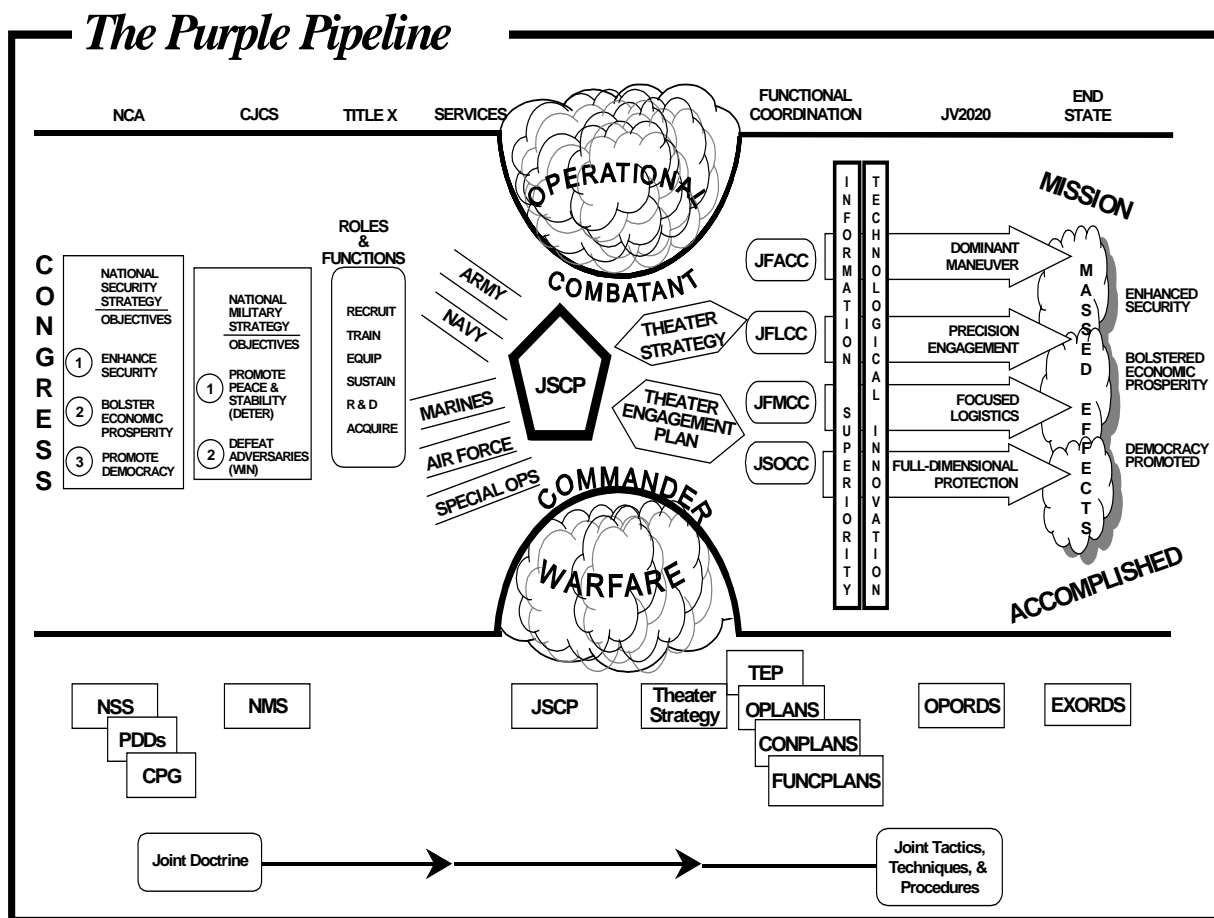 The Purple Pipeline
NCA
CJCS
TITLE X
SERVICES
FUNCTIONAL
COORDINATION
JV2020
END
STATE
CONGRESS
NATIONAL
SECURITY
STRATEGY
OBJECTIVES
1 ENHANCE
SECURITY
2 BOLSTER
ECONOMIC
PROSPERITY
3 PROMOTE
DEMOCRACY
NATIONAL
MILITARY
STRATEGY
OBJECTIVES
1 PROMOTE
PEACE &
STABILITY
(DETER)
2 DEFEAT
ADVERSARIES
(WIN)
ROLES
&
FUNCTIONS
RECRUIT
TRAIN
EQUIP
SUSTAIN
R & D
ACQUIRE
ARMY
NAVY
MARINES
AIR FORCE
SPECIAL OPS
OPERATIONAL
COMBATANT
JSCP
COMMANDER
WARFARE
THEATER
STRATEGY
THEATER
ENGAGEMENT
PLAN
JFACC
JFLCC
JFMCC
JSOCC
INFORMATION SUPERIORITY
TECHNOLOGICAL INNOVATION
DOMINANT
MANEUVER
PRECISION
ENGAGEMENT
FOCUSED
LOGISTICS
FULL-DIMENSIONAL
PROTECTION
MISSION
MASSED EFFECTS
ENHANCED
SECURITY
BOLSTERED
ECONOMIC
PROSPERITY
DEMOCRACY
PROMOTED
ACCOMPLISHED
NSS
PDDs
CPG
NMS
JSCP
Theater
Strategy
TEP
OPLANS
CONPLANS
FUNCPLANS
OPORDS
EXORDS
Joint Doctrine
Joint Tactics,
Techniques, &
Procedures